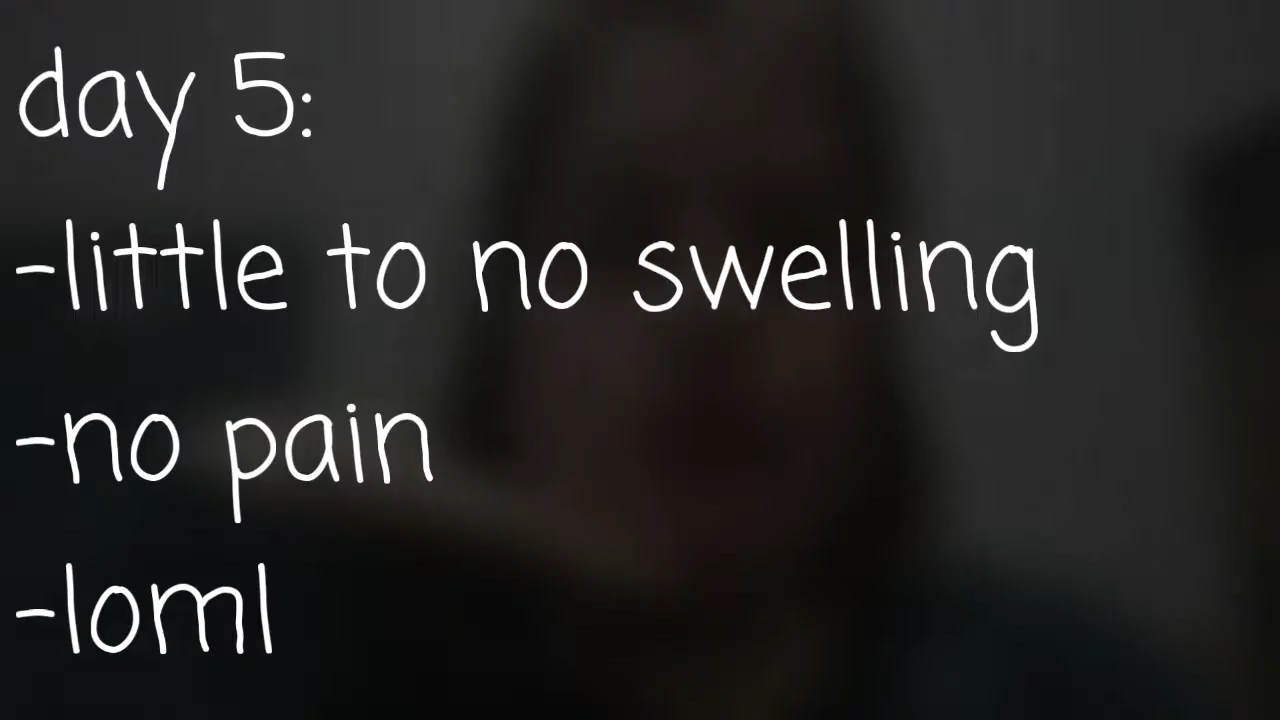 day 5:
-little to no swelling
-no pain
-loml